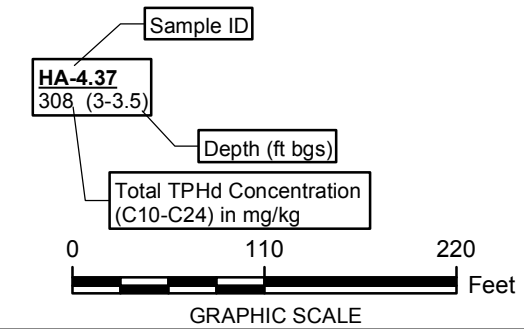 Sample ID
HA-4.37
308 (3-3.5)
Depth (ft bgs)
Total TPHd Concentration
(C10-C24) in mg/kg
0 110 220
Feet
GRAPHIC SCALE